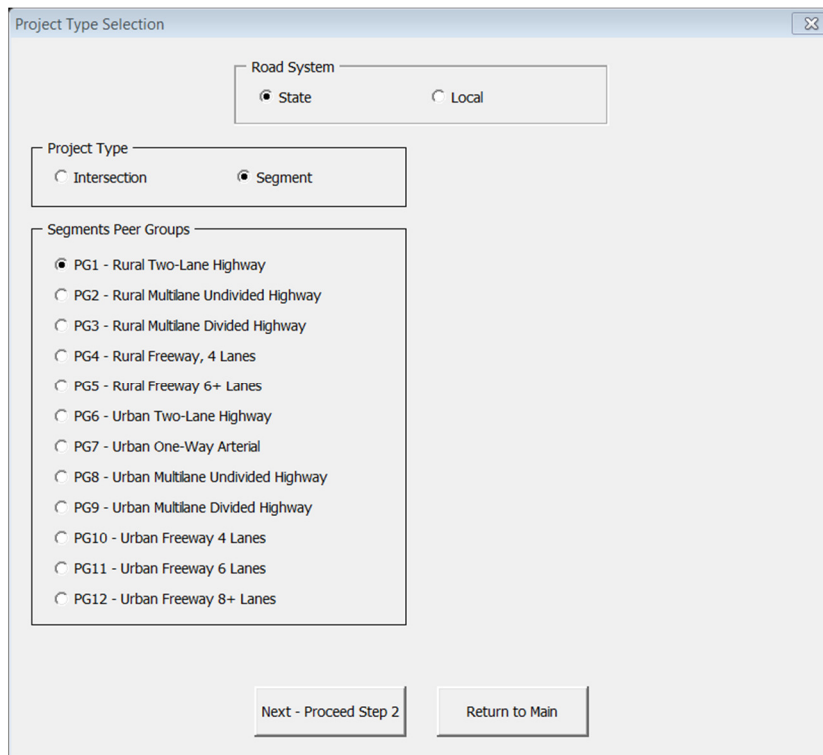 Project Type Selection
Road System
State Local
Project Type
Intersection Segment
Segments Peer Groups
PG1 - Rural Two-Lane Highway
PG2 - Rural Multilane Undivided Highway
PG3 - Rural Multilane Divided Highway
PG4 - Rural Freeway, 4 Lanes
PG5 - Rural Freeway 6+ Lanes
PG6 - Urban Two-Lane Highway
PG7 - Urban One-Way Arterial
PG8 - Urban Multilane Undivided Highway
PG9 - Urban Multilane Divided Highway
PG10 - Urban Freeway 4 Lanes
PG11 - Urban Freeway 6 Lanes
PG12 - Urban Freeway 8+ Lanes
Next - Proceed Step 2 Return to Main